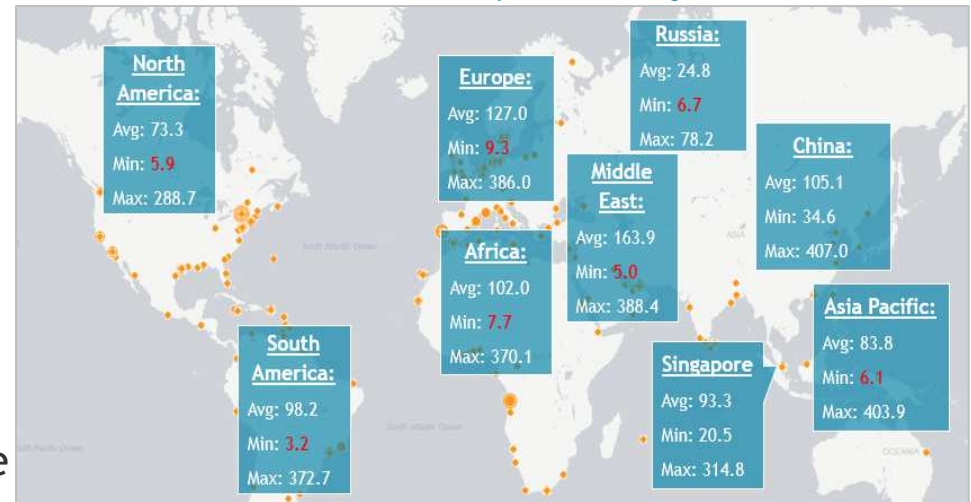 North
America:
Avg: 73.3
Min: 5.9
Max: 288.7
Europe:
Avg: 127.0
Min: 9.3
Max: 386.0
Russia:
Avg: 24.8
Min: 6.7
Max: 78.2
China:
Avg: 105.1
Min: 34.6
Max: 407.0
Middle
East:
Avg: 163.9
Min: 5.0
Max: 388.4
Africa:
Avg: 102.0
Min: 7.7
Max: 370.1
South
America:
Avg: 98.2
Min: 3.2
Max: 372.7
Singapore
Avg: 93.3
Min: 20.5
Max: 314.8
Asia Pacific:
Avg: 83.8
Min: 6.1
Max: 403.9
ASIA
OCEANIA
e